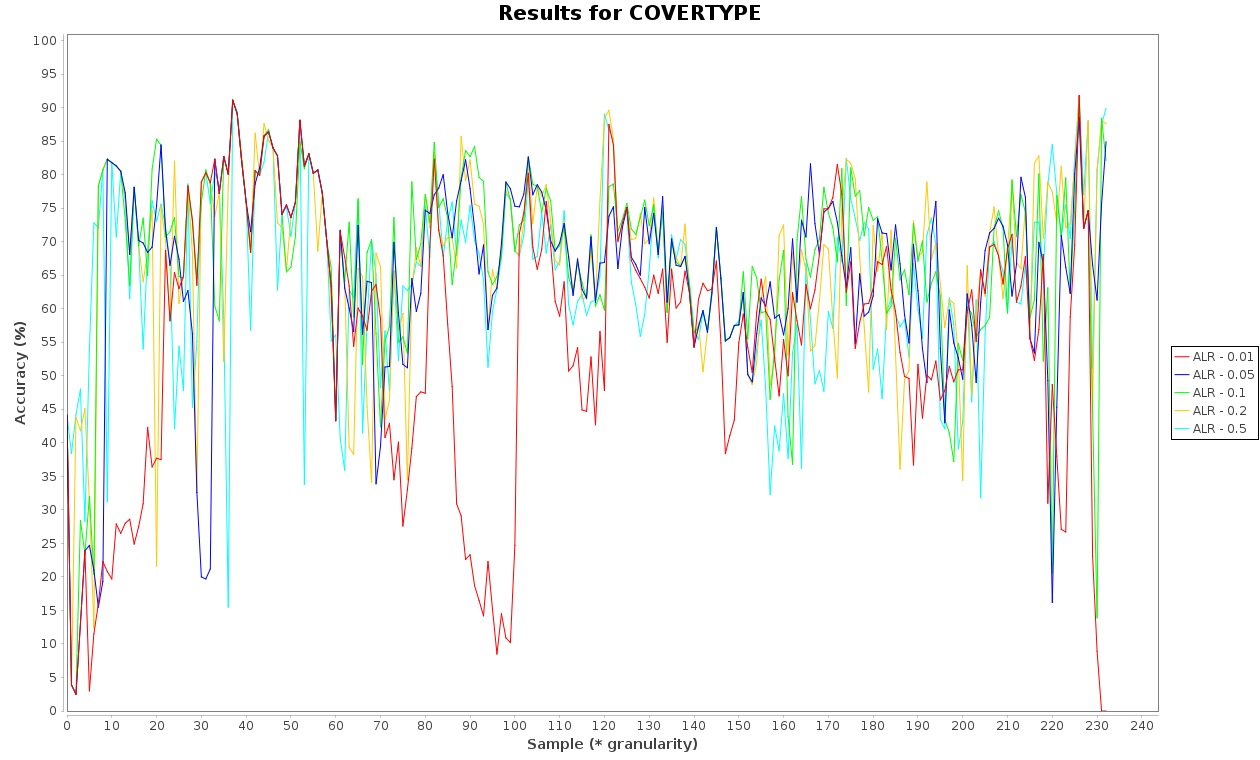 Results for COVERTYPE
Accuracy (%)
100
95
90
85
80
75
70
65
60
55
50
45
40
35
30
25
20
15
10
5
0
0 10 20 30 40 50 60 70 80 90 100 110 120 130 140 150 160 170 180 190 200 210 220 230 240
Sample (* granularity)
ALR - 0.01
ALR - 0.05
ALR - 0.1
ALR - 0.2
ALR - 0.5